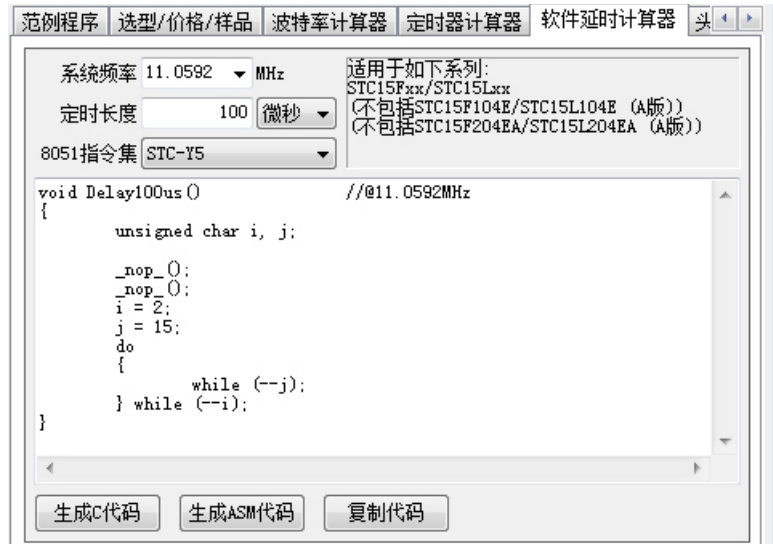 范例程序 选型/价格/样品 波特率计算器 定时器计算器 软件延时计算器
系统频率 11.0592 MHz
定时长度 100 微秒
8051指令集 STC-Y5
适用于如下系列:
STC15Fxx/STC15Lxx
(不包括STC15F104E/STC15L104E (A版))
(不包括STC15F204EA/STC15L204EA (A版))
void Delay100us() //@11.0592MHz
{
unsigned char i, j;
_nop_();
_nop_();
i = 2;
j = 15;
do
{
while (--j);
} while (--i);
}
生成C代码 生成ASM代码 复制代码